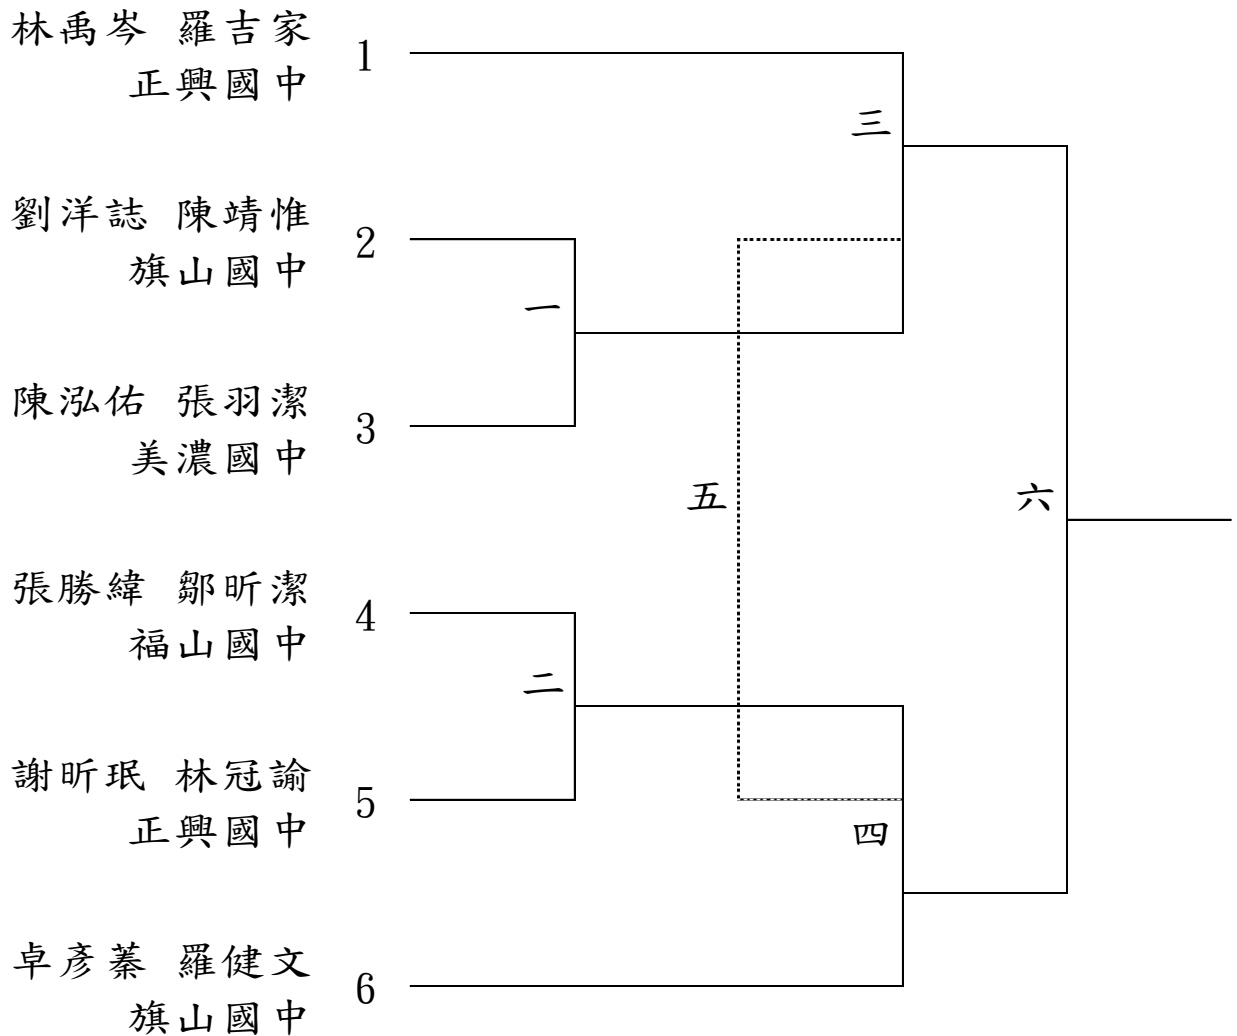 林禹岑 羅吉家
正興國中
1
三
劉洋誌 陳靖惟
旗山國中
2
一
陳泓佑 張羽潔
美濃國中
3
五
六
張勝緯 鄒昕潔
福山國中
4
二
謝昕珉 林冠諭
正興國中
5
四
卓彥蓁 羅健文
旗山國中
6